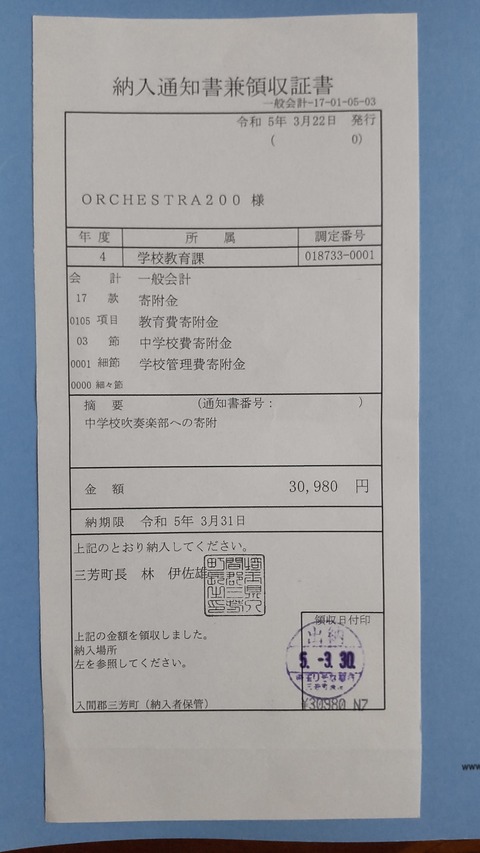 納入通知書兼領収証書
一般会計-17-01-05-03
令和 5年 3月22日 発行
( 0)
ORCHESTRA200 様
年度 所属 調定番号
4 学校教育課 018733-0001
会計 一般会計
17 款 寄附金
0105 項目 教育費寄附金
03 節 中学校費寄附金
0001 細節 学校管理費寄附金
0000 細々節
摘要 (通知書番号: )
中学校吹奏楽部への寄附
金額 30,980 円
納期限 令和 5年 3月31日
上記のとおり納入してください。
三芳町長 林 伊佐雄
領収日付印
上記の金額を領収しました。
納入場所
左を参照してください。
出納
5.-3.30
入間郡三芳町(納入者保管)
¥30980 N7
www